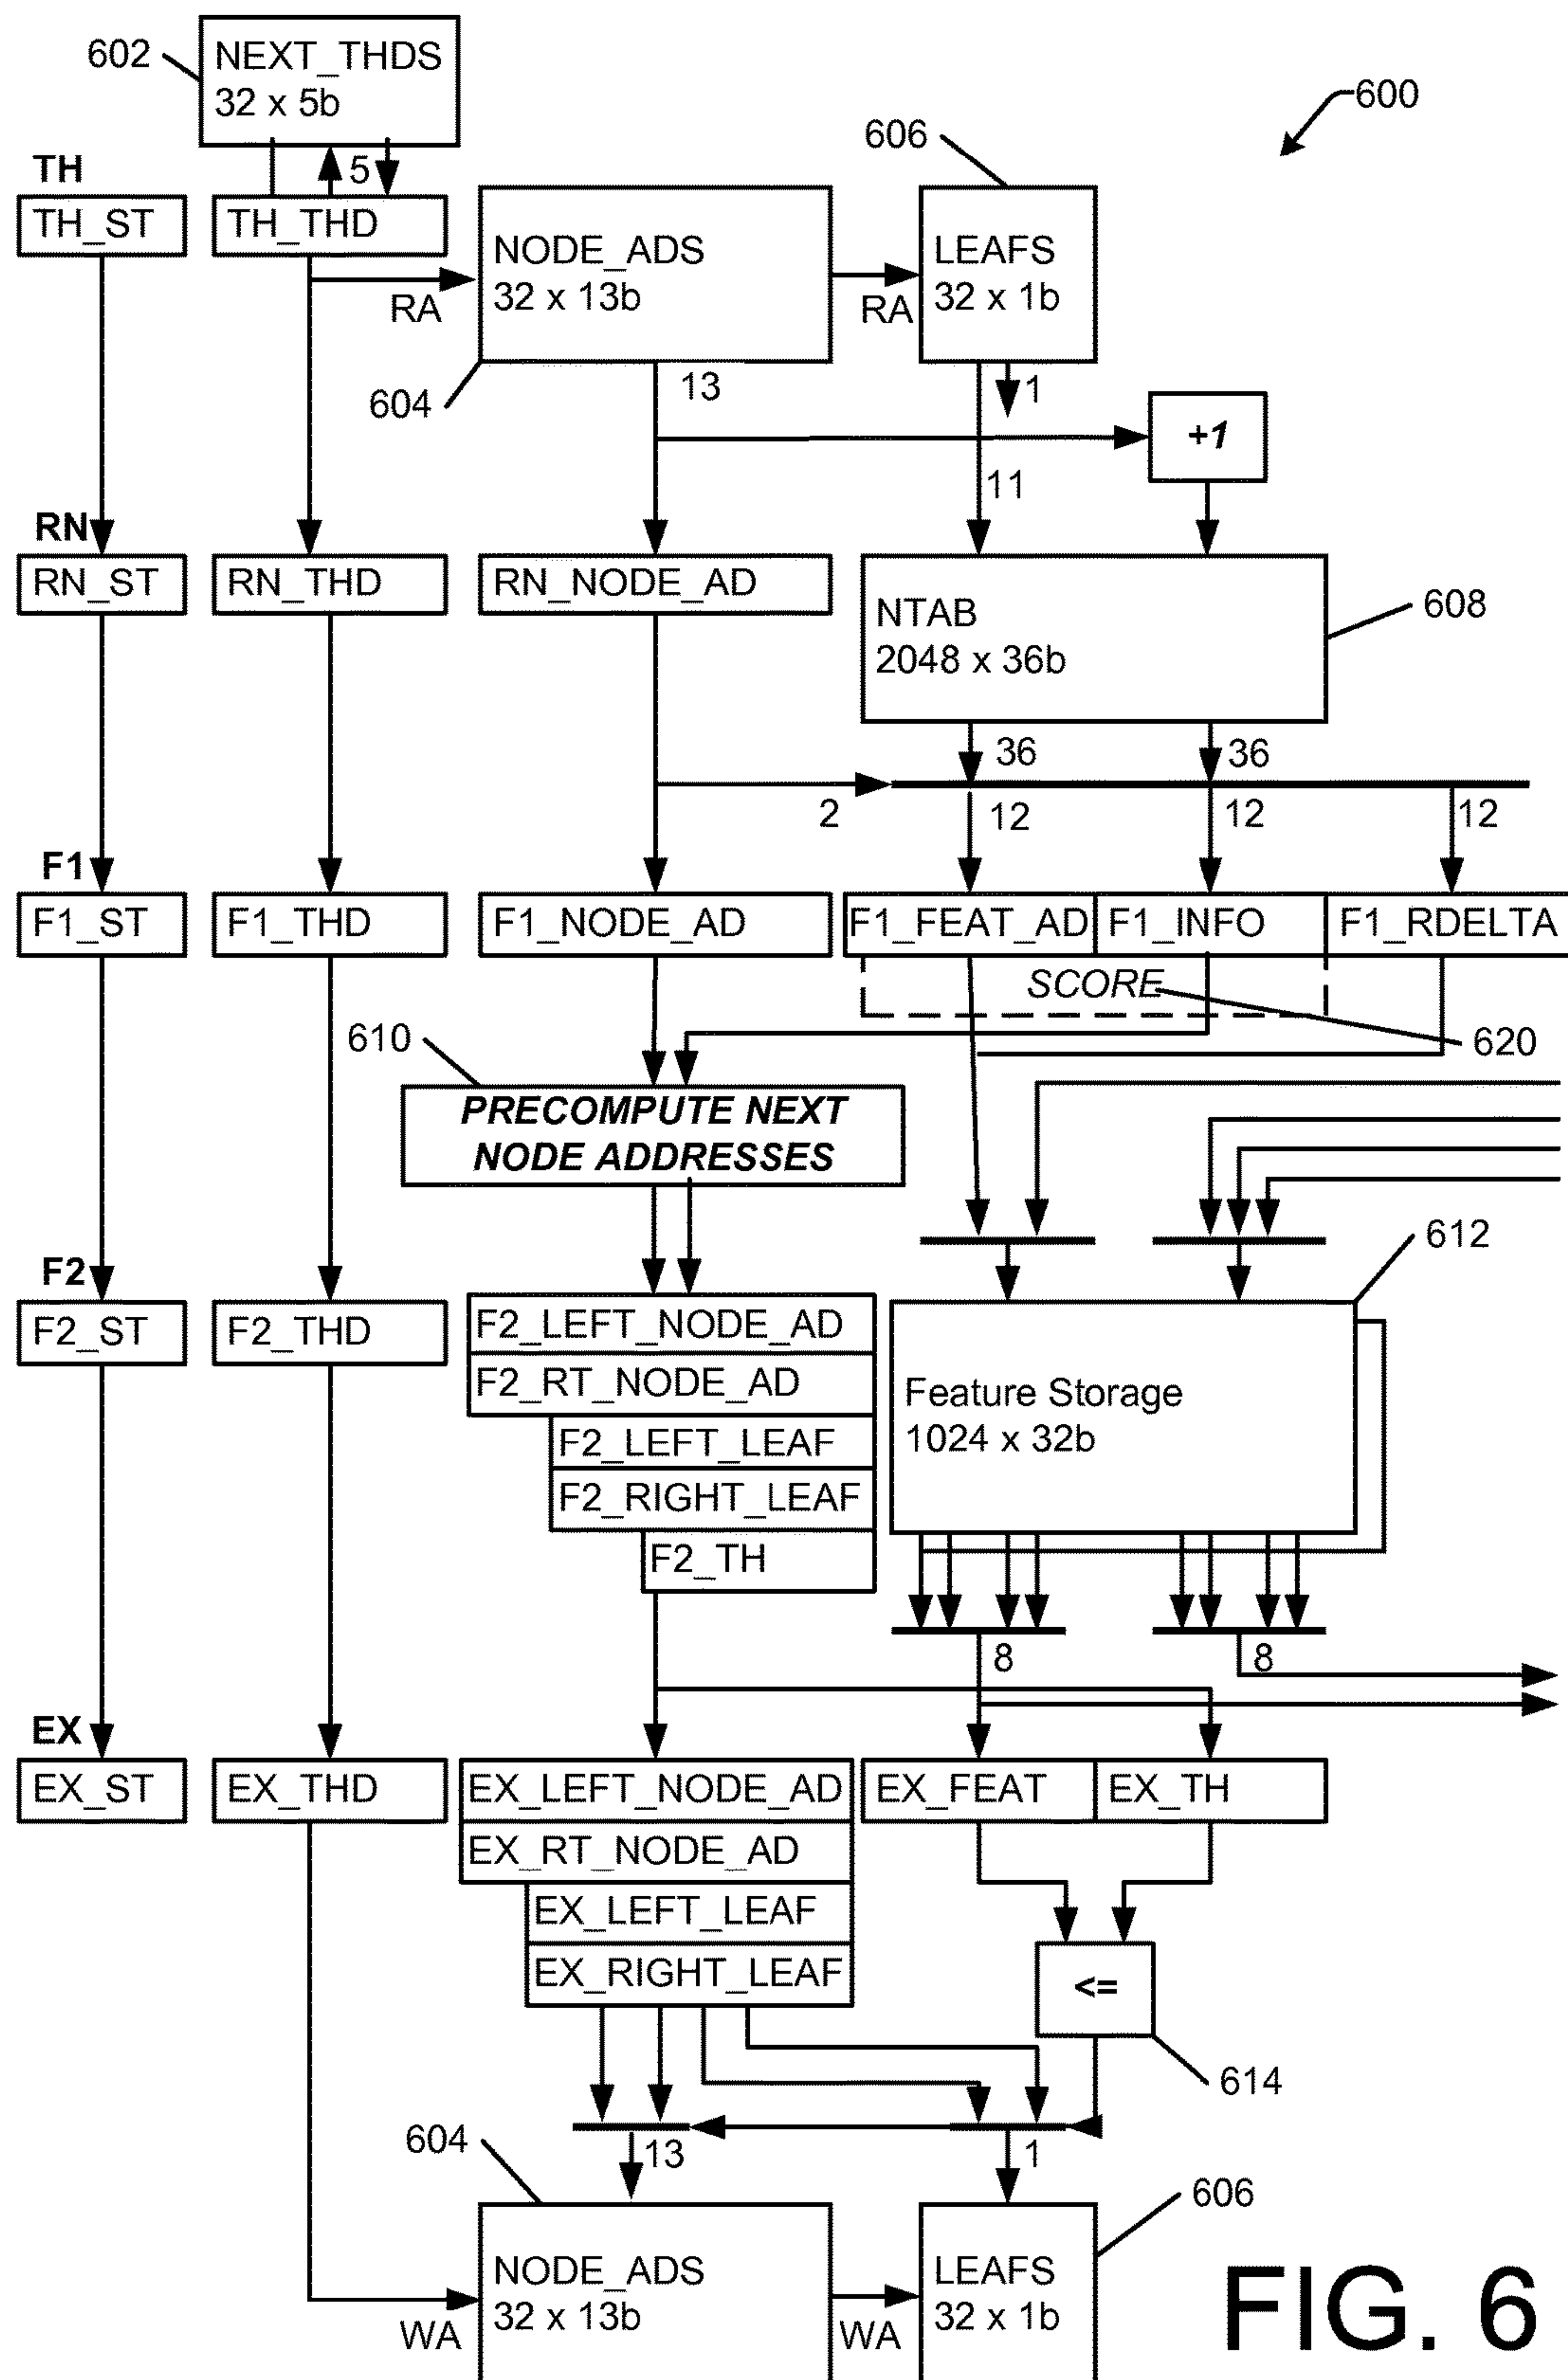 602
NEXT_THDS
32 x 5b
600
606
TH
5
TH_ST
TH_THD
NODE_ADS
32 x 13b
LEAFS
32 x 1b
RA
RA
604
13
1
+1
11
RN
RN_ST
RN_THD
RN_NODE_AD
NTAB
2048 x 36b
608
36
36
2
12
12
12
F1
F1_ST
F1_THD
F1_NODE_AD
F1_FEAT_AD
F1_INFO
F1_RDELTA
SCORE
620
610
PRECOMPUTE NEXT
NODE ADDRESSES
612
F2
F2_ST
F2_THD
F2_LEFT_NODE_AD
F2_RT_NODE_AD
F2_LEFT_LEAF
F2_RIGHT_LEAF
F2_TH
Feature Storage
1024 x 32b
8
8
EX
EX_ST
EX_THD
EX_LEFT_NODE_AD
EX_RT_NODE_AD
EX_LEFT_LEAF
EX_RIGHT_LEAF
EX_FEAT
EX_TH
<=
614
604
13
1
606
NODE_ADS
32 x 13b
LEAFS
32 x 1b
WA
WA
FIG. 6